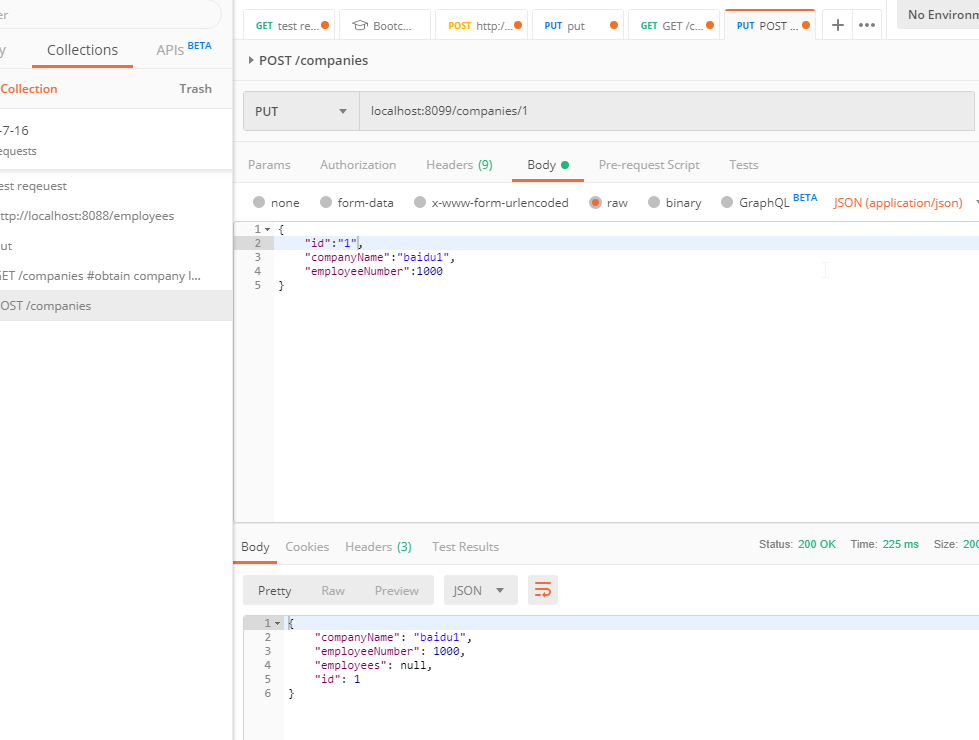 er
GET test re...
Bootc...
POST http:/...
PUT put
GET GET /c...
PUT POST ...
No Environm
y
Collections
APIs BETA
POST /companies
Collection
Trash
PUT
localhost:8099/companies/1
-7-16
equests
Params
Authorization
Headers (9)
Body
Pre-request Script
Tests
est reqeuest
none
form-data
x-www-form-urlencoded
raw
binary
GraphQL BETA
JSON (application/json)
ttp://localhost:8088/employees
ut
GET /companies #obtain company l...
OST /companies
1 {
2 "id":"1",
3 "companyName":"baidu1",
4 "employeeNumber":1000
5 }
Body
Cookies
Headers (3)
Test Results
Status: 200 OK
Time: 225 ms
Size: 200
Pretty
Raw
Preview
JSON
1 {
2 "companyName": "baidu1",
3 "employeeNumber": 1000,
4 "employees": null,
5 "id": 1
6 }